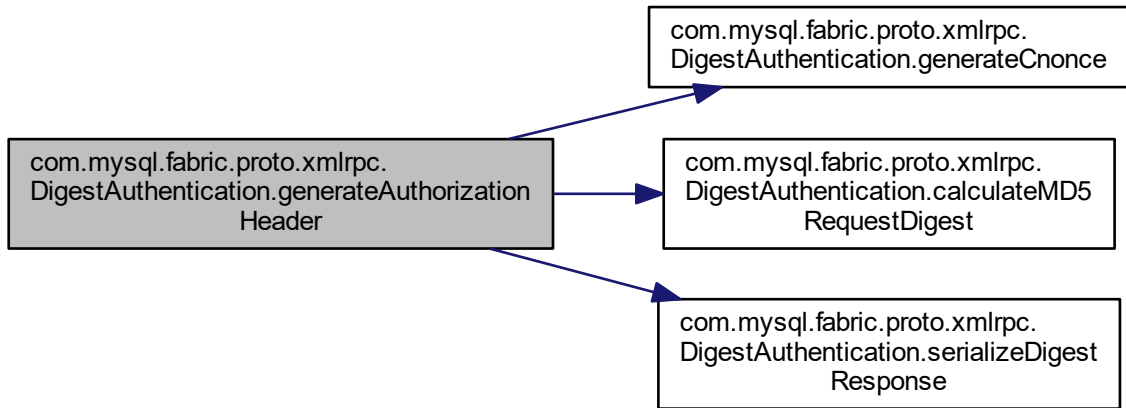 com.mysql.fabric.proto.xmlrpc.
DigestAuthentication.generateCnonce
com.mysql.fabric.proto.xmlrpc.
DigestAuthentication.generateAuthorization
Header
com.mysql.fabric.proto.xmlrpc.
DigestAuthentication.calculateMD5
RequestDigest
com.mysql.fabric.proto.xmlrpc.
DigestAuthentication.serializeDigest
Response